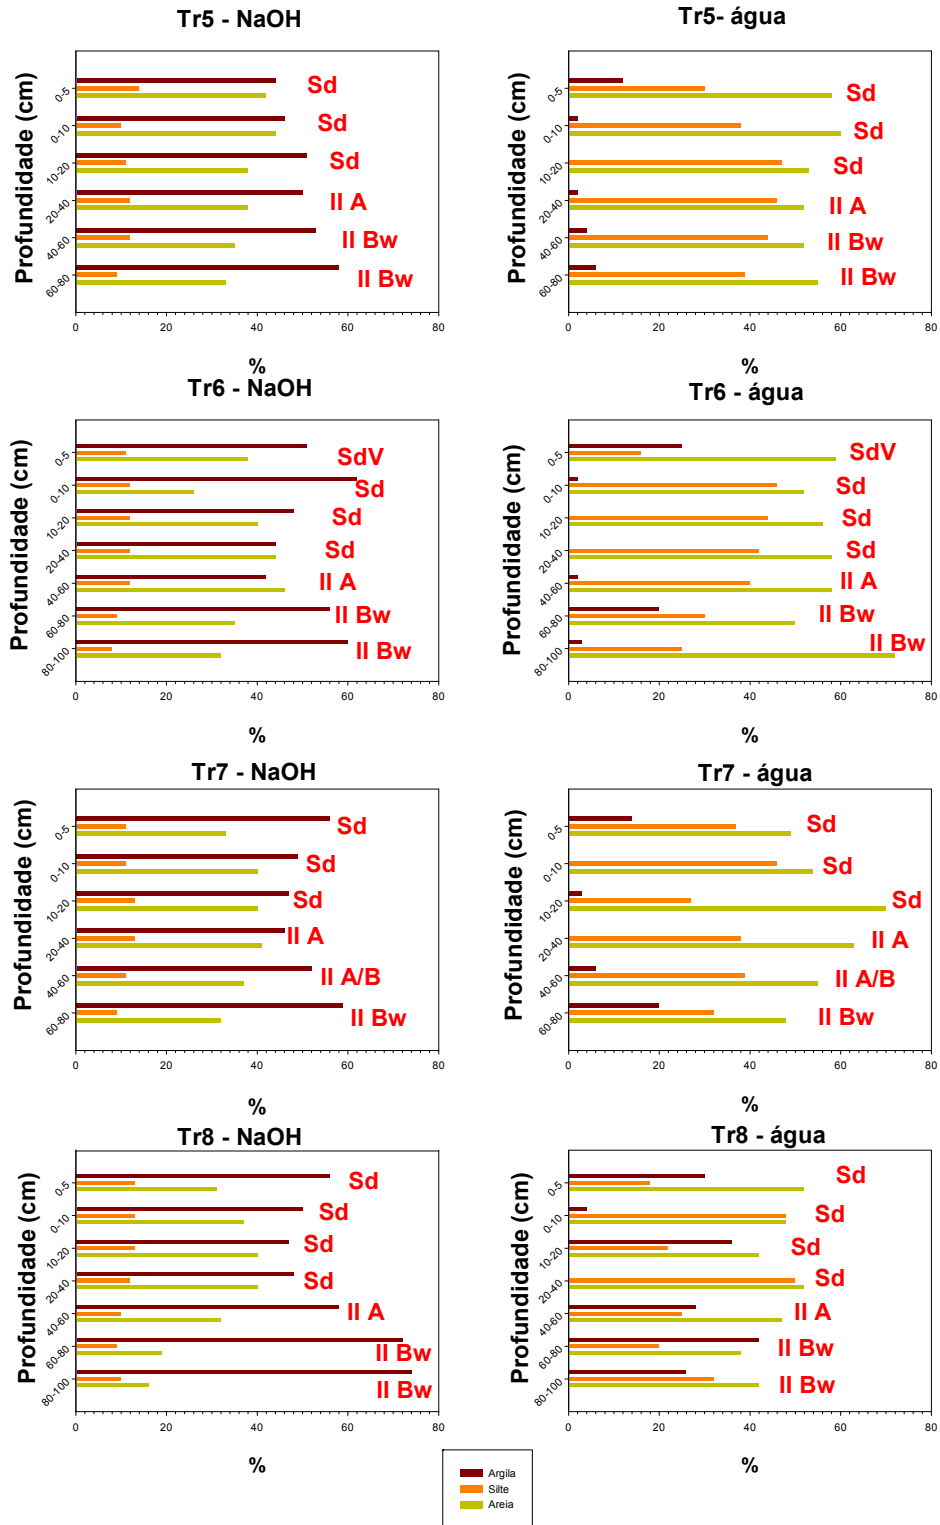 Tr5 - NaOH
Profundidade (cm)
0-5
0-10
10-20
20-40
40-60
60-80
Sd
Sd
Sd
II A
II Bw
II Bw
0 20 40 60 80
%
Tr5- água
Profundidade (cm)
0-5
0-10
10-20
20-40
40-60
60-80
Sd
Sd
Sd
II A
II Bw
II Bw
0 20 40 60 80
%
Tr6 - NaOH
Profundidade (cm)
0-5
0-10
10-20
20-40
40-60
60-80
80-100
SdV
Sd
Sd
Sd
II A
II Bw
II Bw
0 20 40 60 80
%
Tr6 - água
Profundidade (cm)
0-5
0-10
10-20
20-40
40-60
60-80
80-100
SdV
Sd
Sd
Sd
II A
II Bw
II Bw
0 20 40 60 80
%
Tr7 - NaOH
Profundidade (cm)
0-5
0-10
10-20
20-40
40-60
60-80
Sd
Sd
Sd
II A
II A/B
II Bw
0 20 40 60 80
%
Tr7 - água
Profundidade (cm)
0-5
0-10
10-20
20-40
40-60
60-80
Sd
Sd
Sd
II A
II A/B
II Bw
0 20 40 60 80
%
Tr8 - NaOH
Profundidade (cm)
0-5
0-10
10-20
20-40
40-60
60-80
80-100
Sd
Sd
Sd
Sd
II A
II Bw
II Bw
0 20 40 60 80
%
Tr8 - água
Profundidade (cm)
0-5
0-10
10-20
20-40
40-60
60-80
80-100
Sd
Sd
Sd
Sd
II A
II Bw
II Bw
0 20 40 60 80
%
Argila
Silte
Areia